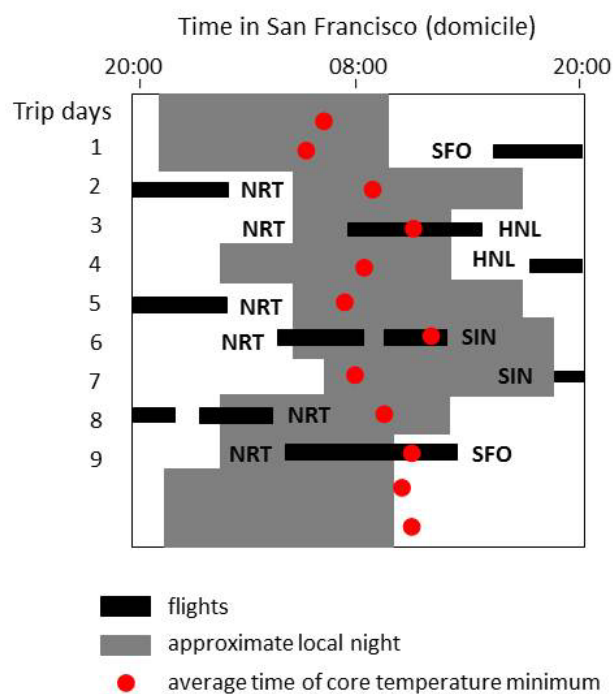 Time in San Francisco (domicile)
20:00 08:00 20:00
Trip days
1 SFO
2 NRT
3 NRT HNL
4 HNL
5 NRT
6 NRT SIN
7 SIN
8 NRT
9 NRT SFO
flights
approximate local night
average time of core temperature minimum